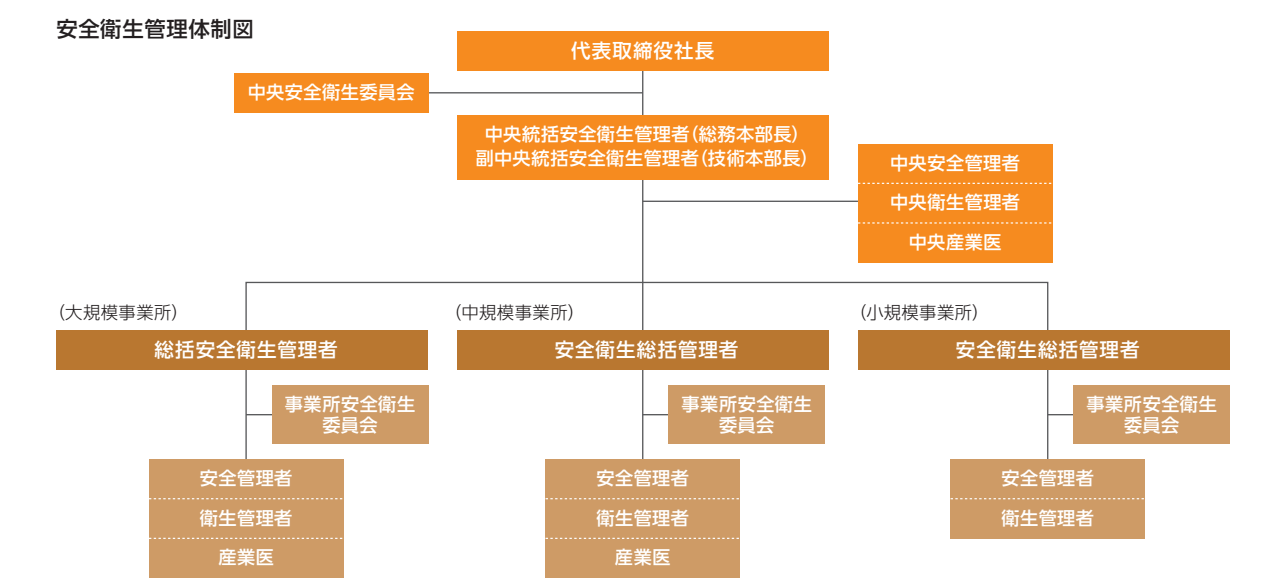 安全衛生管理体制図
代表取締役社長
中央安全衛生委員会
中央統括安全衛生管理者(総務本部長)
副中央統括安全衛生管理者(技術本部長)
中央安全管理者
中央衛生管理者
中央産業医
(大規模事業所)
総括安全衛生管理者
事業所安全衛生
委員会
安全管理者
衛生管理者
産業医
(中規模事業所)
安全衛生総括管理者
事業所安全衛生
委員会
安全管理者
衛生管理者
産業医
(小規模事業所)
安全衛生総括管理者
事業所安全衛生
委員会
安全管理者
衛生管理者